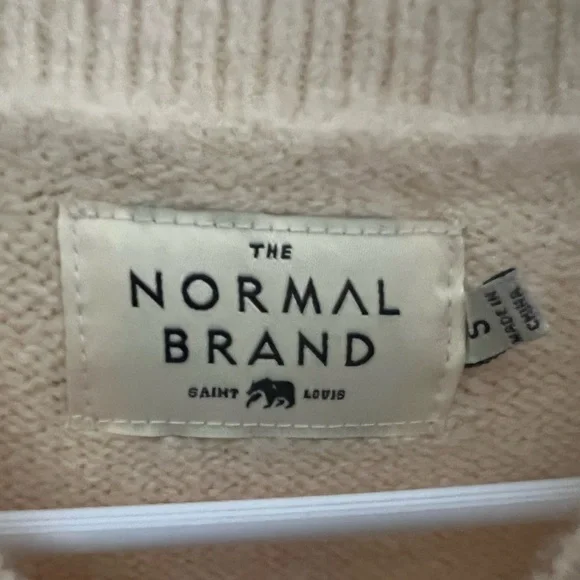 THE
NORMAL
BRAND
SAINT LOUIS
S
MADE IN
CHINA